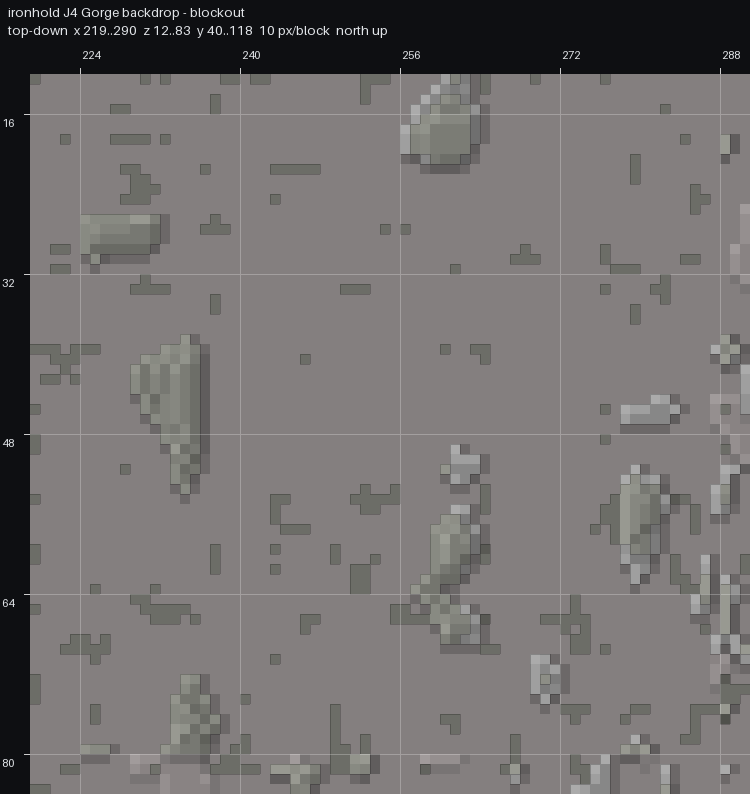 ironhold J4 Gorge backdrop - blockout
top-down  x 219..290  z 12..83  y 40..118  10 px/block  north up
224 240 256 272 288
16
32
48
64
80